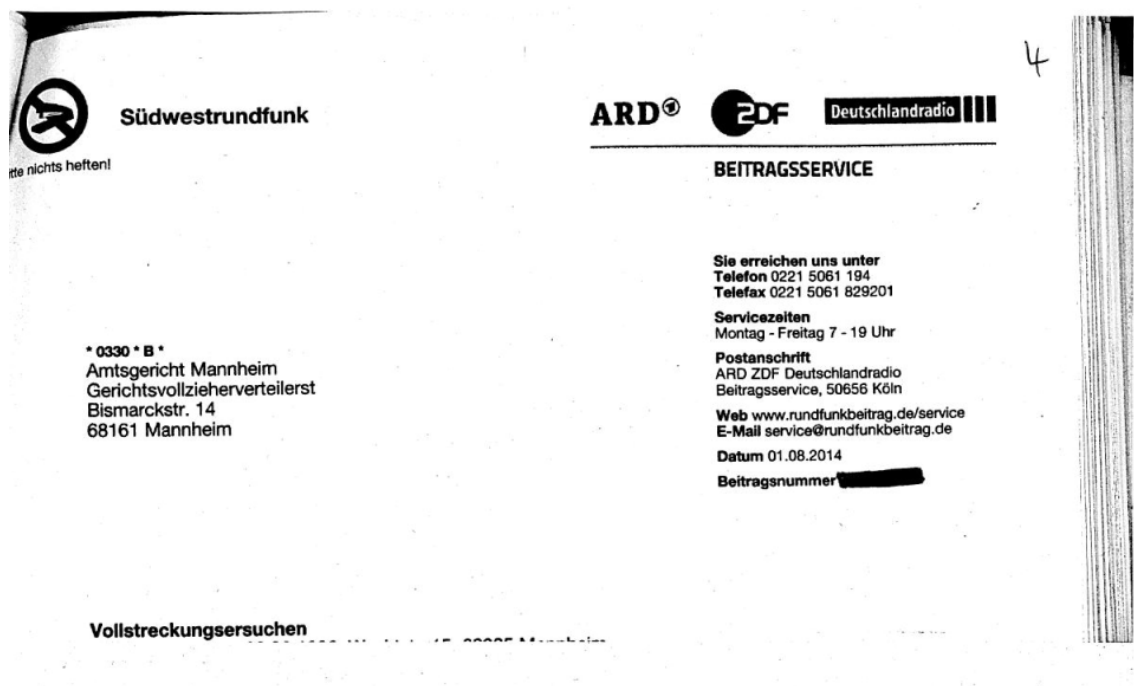 4
Südwestrundfunk
ARD ZDF Deutschlandradio
nichts heften!
BEITRAGSSERVICE
Sie erreichen uns unter
Telefon 0221 5061 194
Telefax 0221 5061 829201
Servicezeiten
Montag - Freitag 7 - 19 Uhr
Postanschrift
ARD ZDF Deutschlandradio
Beitragsservice, 50656 Köln
Web www.rundfunkbeitrag.de/service
E-Mail service@rundfunkbeitrag.de
Datum 01.08.2014
Beitragsnummer
* 0330 * B *
Amtsgericht Mannheim
Gerichtsvollzieherverteilerst
Bismarckstr. 14
68161 Mannheim
Vollstreckungsersuchen